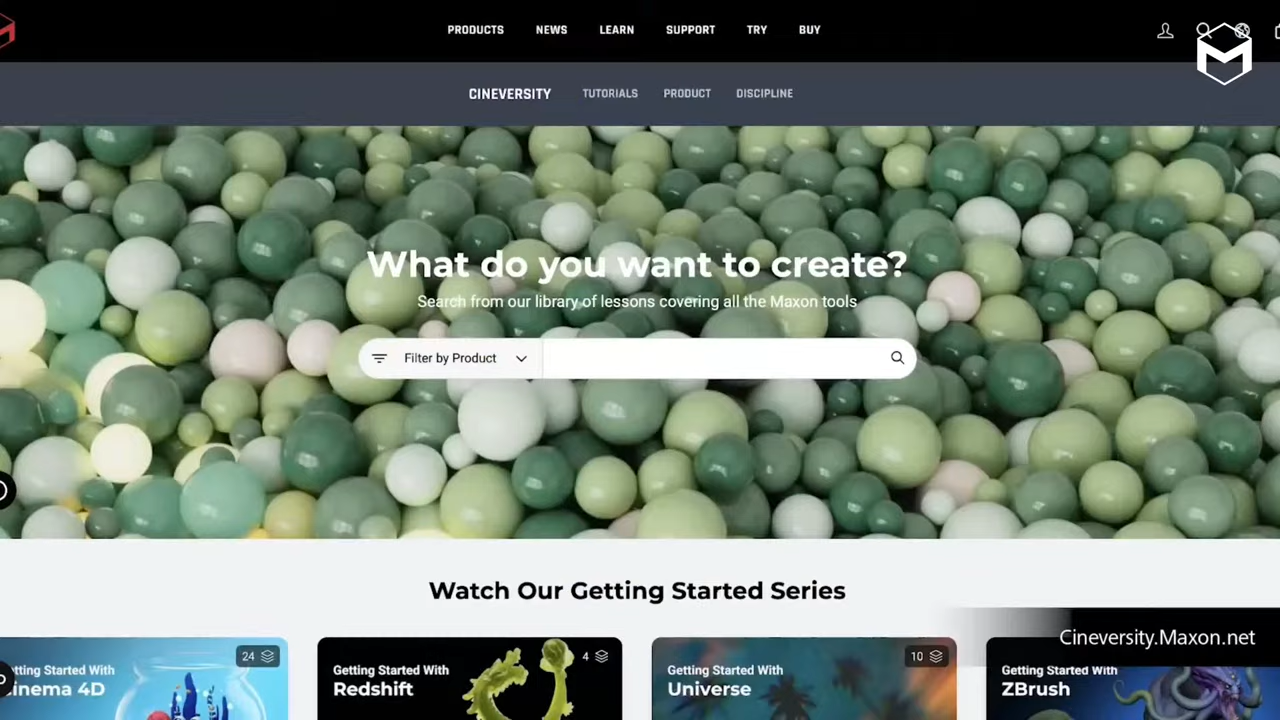 PRODUCTS NEWS LEARN SUPPORT TRY BUY
CINEVERSITY TUTORIALS PRODUCT DISCIPLINE
What do you want to create?
Search from our library of lessons covering all the Maxon tools
Filter by Product
Watch Our Getting Started Series
Cineversity.Maxon.net
24
tting Started With
inema 4D
4
Getting Started With
Redshift
10
Getting Started With
Universe
Getting Started With
ZBrush